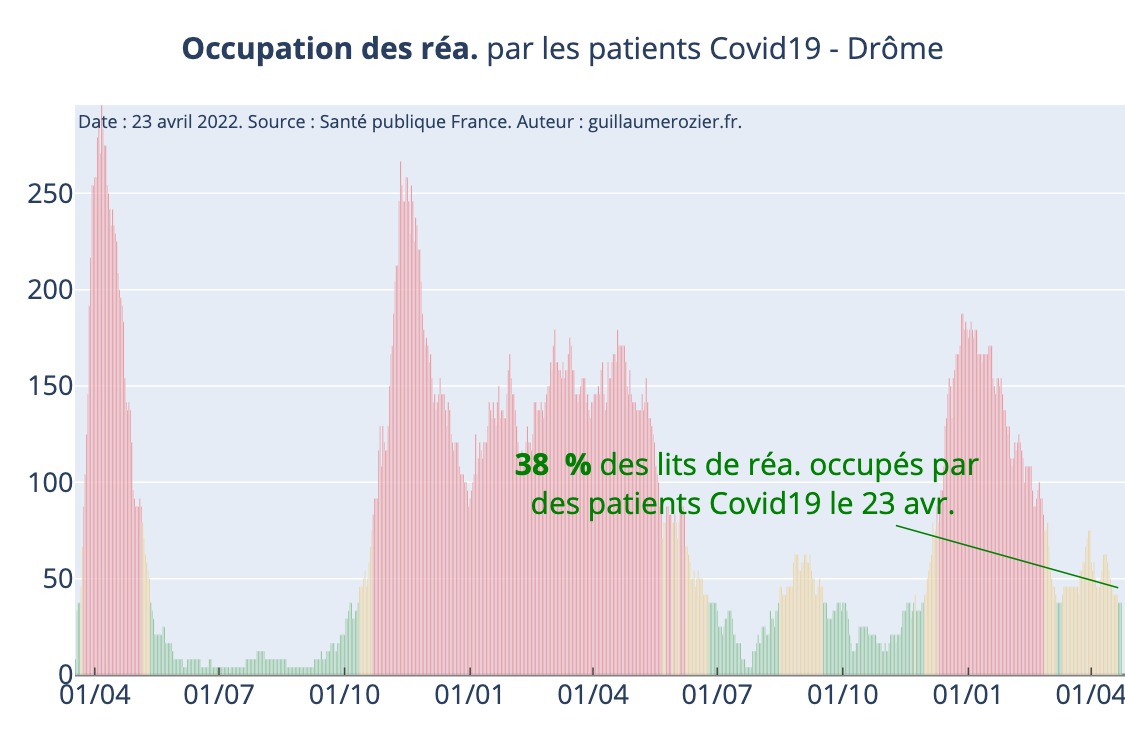 Occupation des réa. par les patients Covid19 - Drôme
Date : 23 avril 2022. Source : Santé publique France. Auteur : guillaumerozier.fr.
250
200
150
100
50
0
38  % des lits de réa. occupés par
des patients Covid19 le 23 avr.
01/04 01/07 01/10 01/01 01/04 01/07 01/10 01/01 01/04